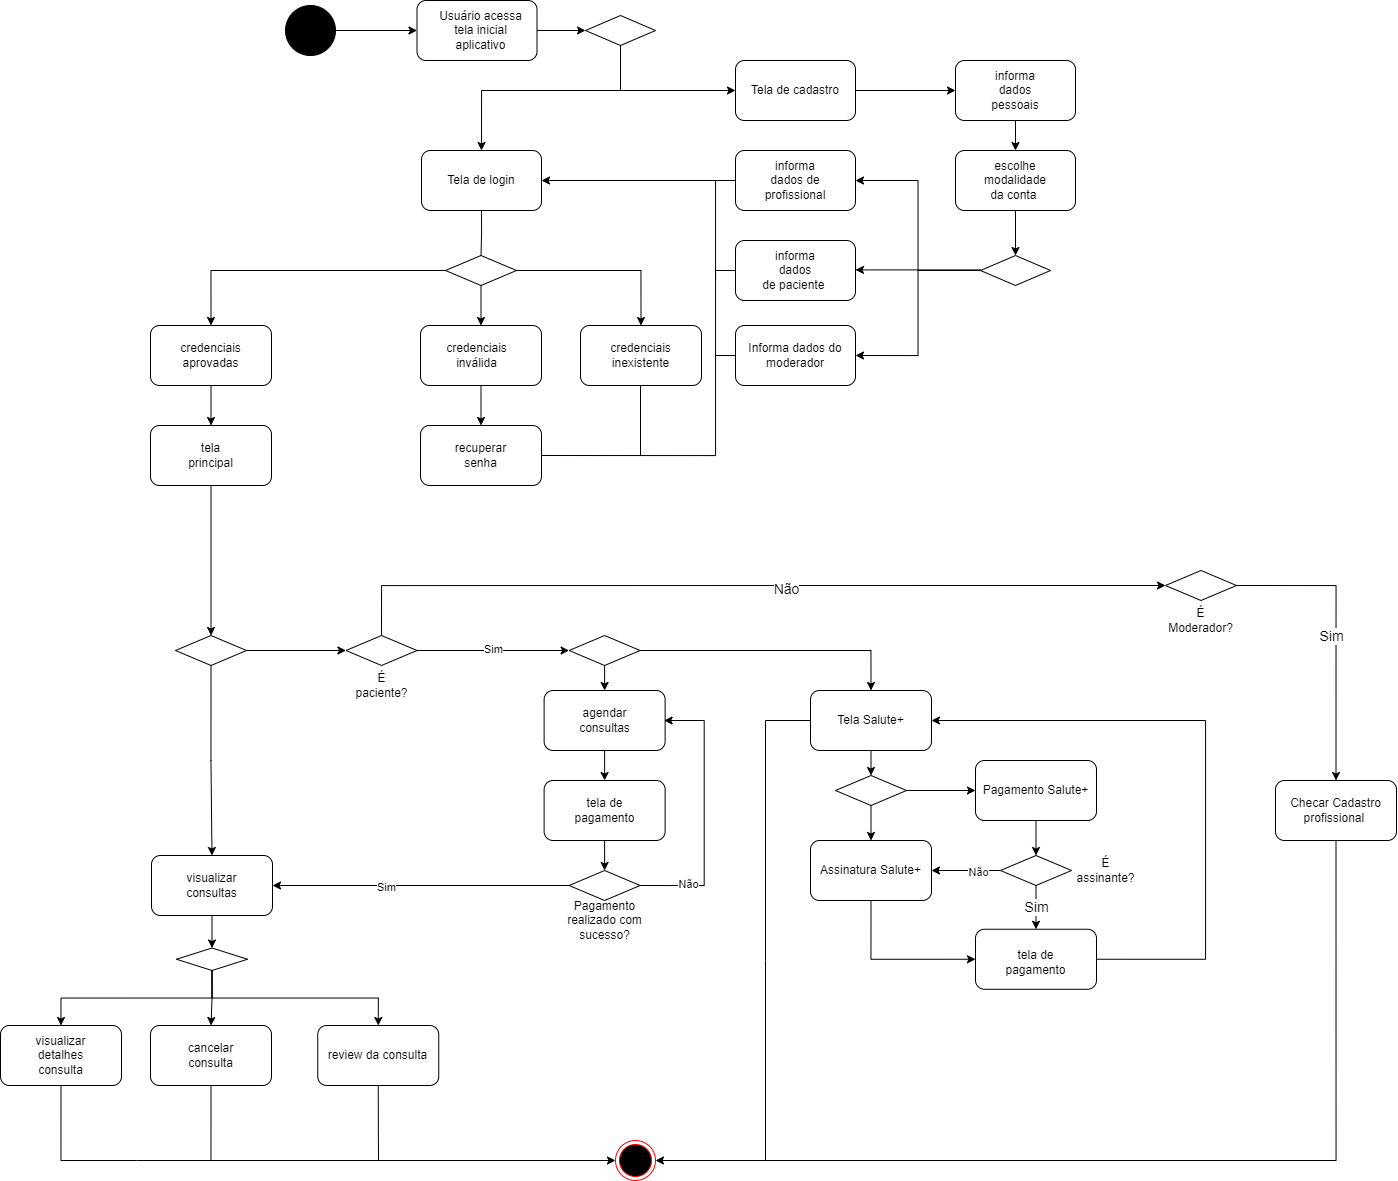 Usuário acessa
tela inicial
aplicativo
Tela de cadastro
informa
dados
pessoais
Tela de login
informa
dados de
profissional
escolhe
modalidade
da conta
informa
dados
de paciente
credenciais
aprovadas
credenciais
inválida
credenciais
inexistente
Informa dados do
moderador
tela
principal
recuperar
senha
Não
É
Moderador?
Sim
Sim
É
paciente?
agendar
consultas
Tela Salute+
tela de
pagamento
Pagamento Salute+
Checar Cadastro
profissional
visualizar
consultas
Sim
Não
Pagamento
realizado com
sucesso?
Assinatura Salute+
Não
É
assinante?
Sim
tela de
pagamento
visualizar
detalhes
consulta
cancelar
consulta
review da consulta